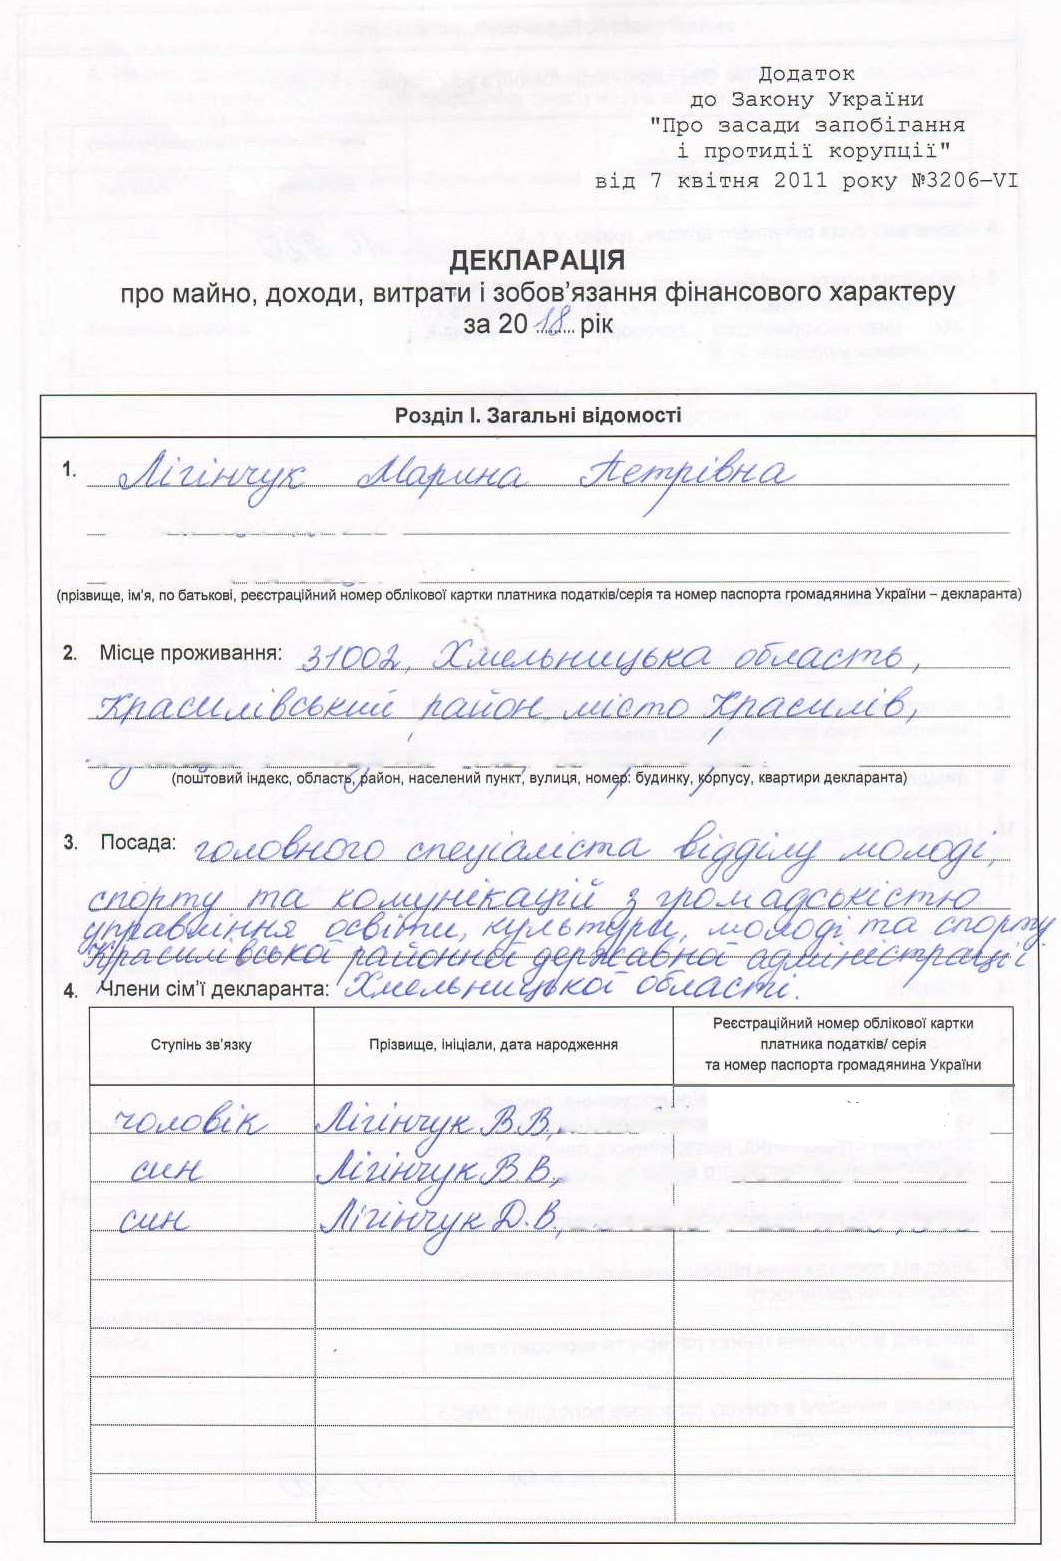 Додаток
до Закону України
"Про засади запобігання
і протидії корупції"
від 7 квітня 2011 року №3206–VI
ДЕКЛАРАЦІЯ
про майно, доходи, витрати і зобов’язання фінансового характеру
за 2018 рік
Розділ I. Загальні відомості
1. Лігінчук Марина Петрівна
(прізвище, ім’я, по батькові, реєстраційний номер облікової картки платника податків/серія та номер паспорта громадянина України – декларанта)
2. Місце проживання: 31002, Хмельницька область,
Красилівський район, місто Красилів,
(поштовий індекс, область, район, населений пункт, вулиця, номер: будинку, корпусу, квартири декларанта)
3. Посада: головного спеціаліста відділу молоді,
спорту та комунікацій з громадськістю
управління освіти, культури, молоді та спорту
Красилівської районної державної адміністрації
4. Члени сім’ї декларанта: Хмельницької області.
Ступінь зв’язку Прізвище, ініціали, дата народження Реєстраційний номер облікової картки
платника податків/ серія
та номер паспорта громадянина України
чоловік Лігінчук В.В.,
син Лігінчук В.В.,
син Лігінчук Д.В.,